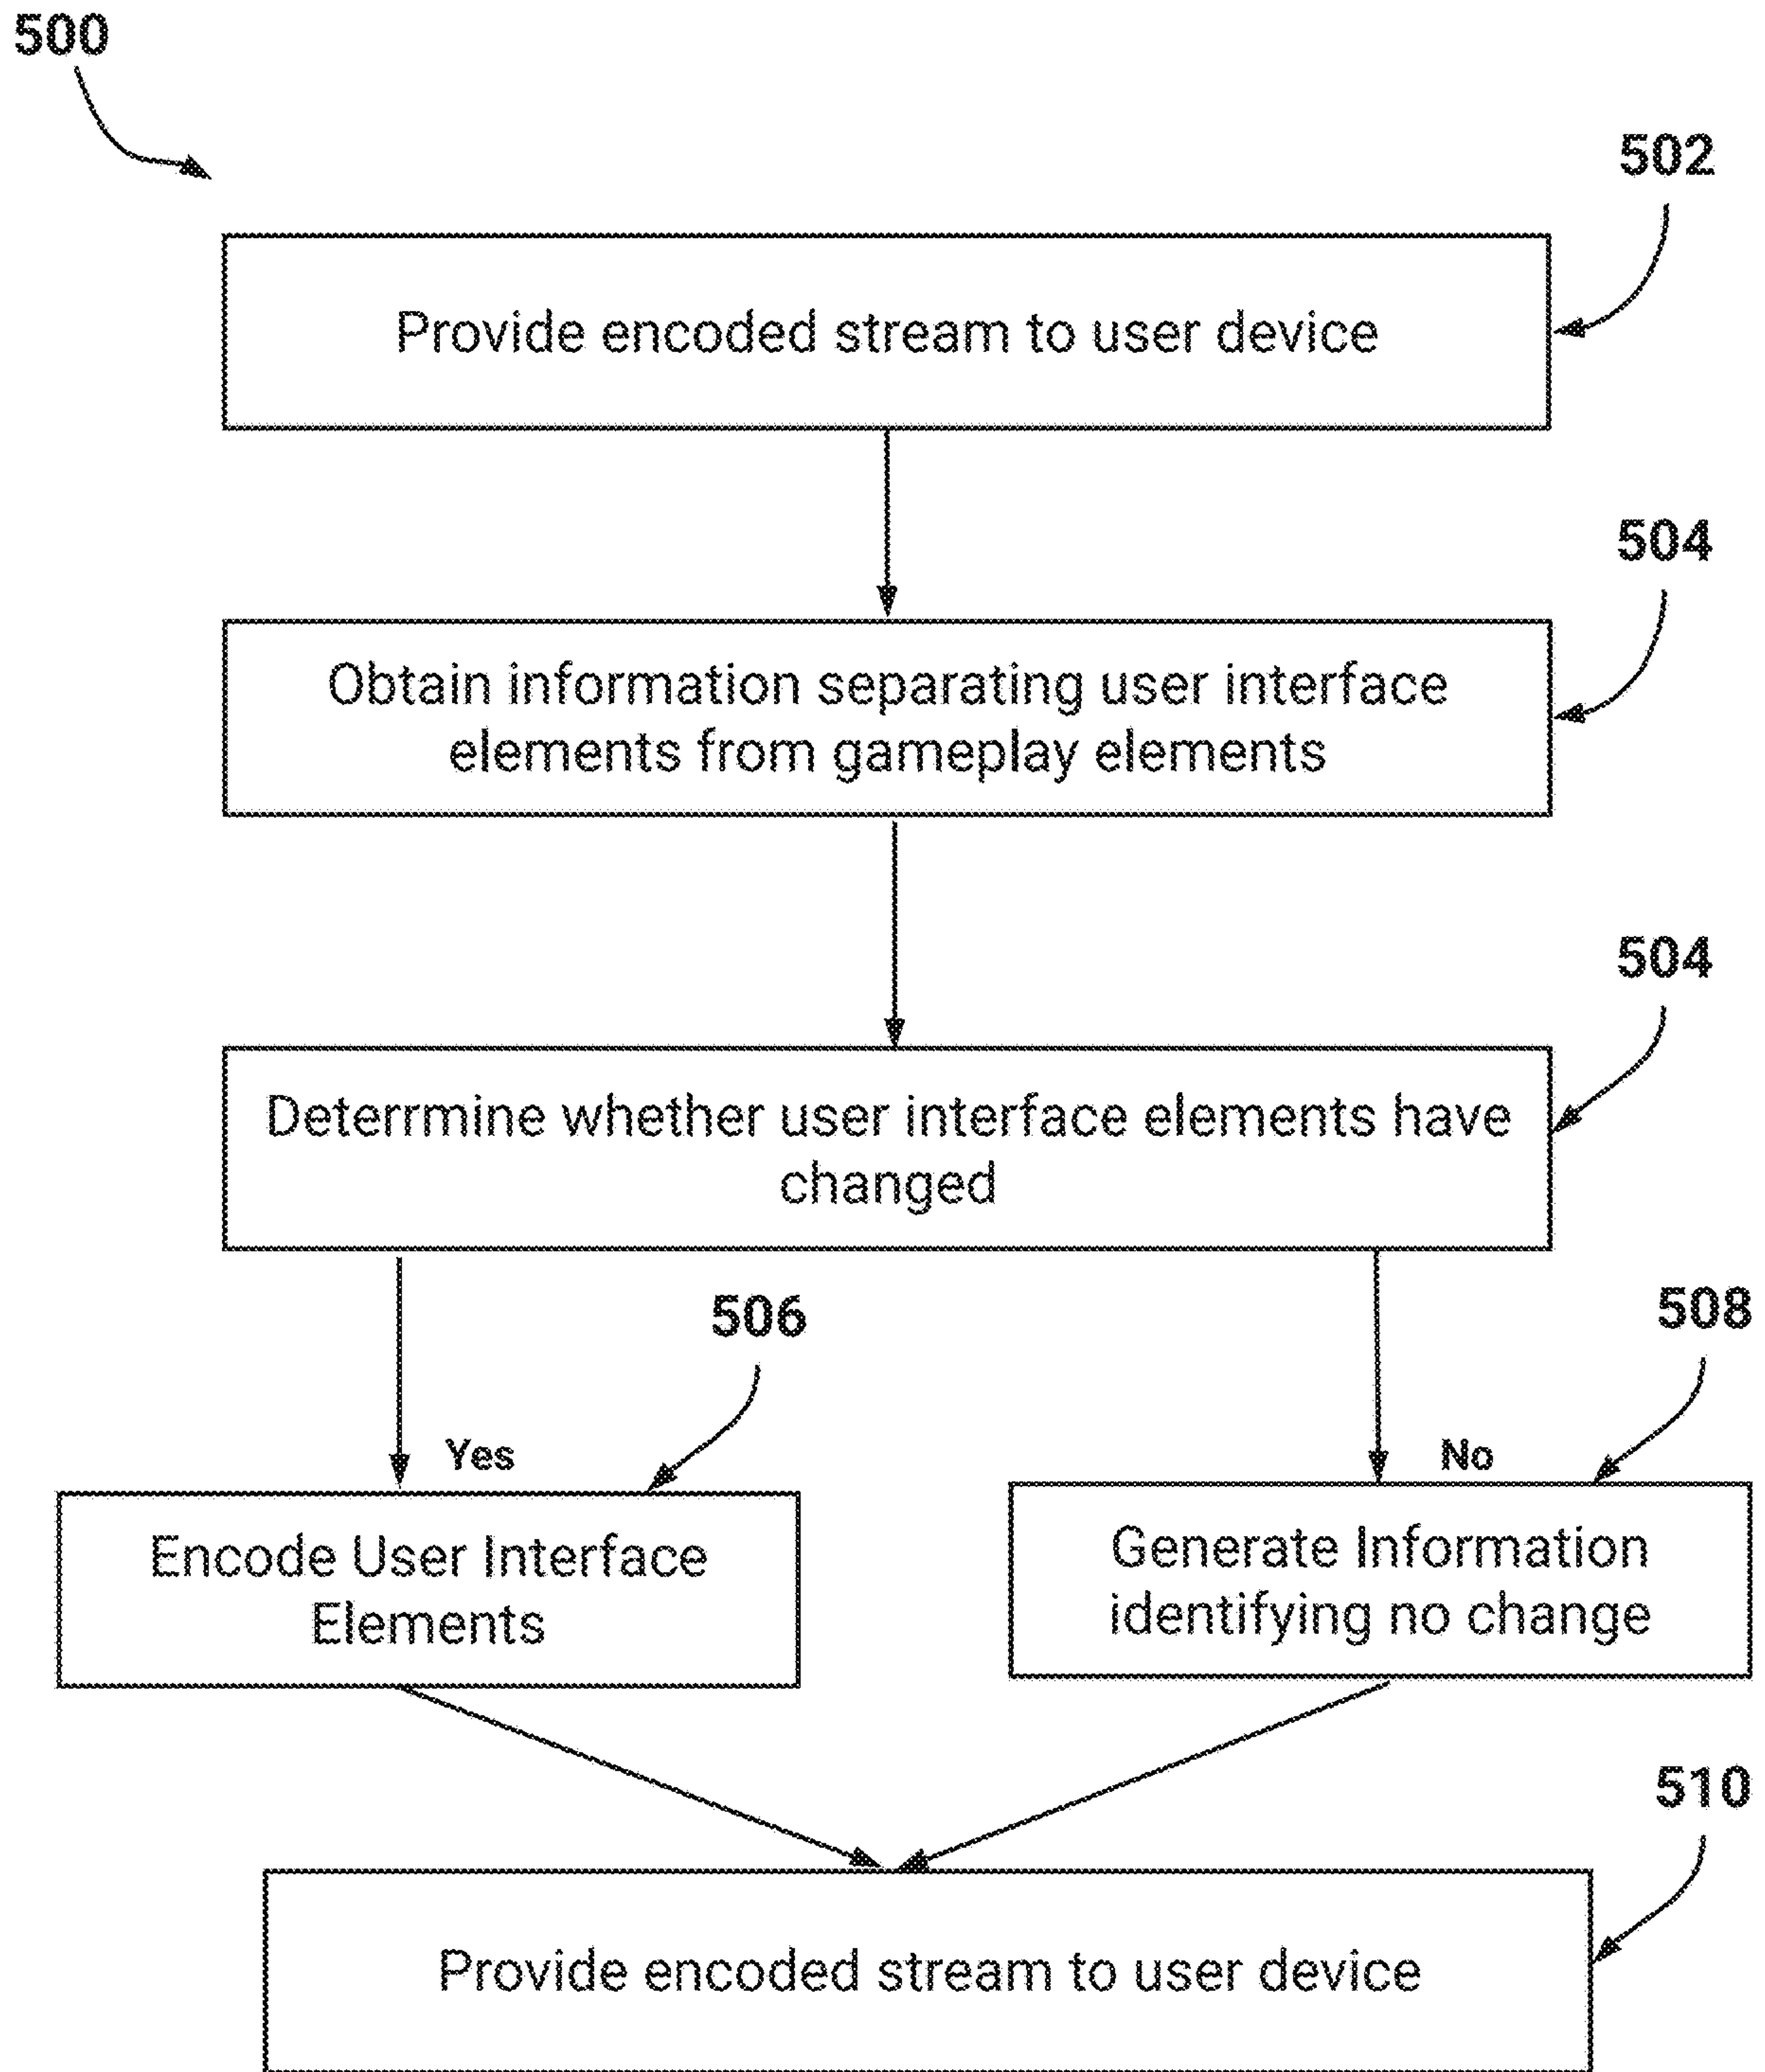 500
502
Provide encoded stream to user device
504
Obtain information separating user interface
elements from gameplay elements
504
Deterrmine whether user interface elements have
changed
506
508
Yes
No
Encode User Interface
Elements
Generate Information
identifying no change
510
Provide encoded stream to user device